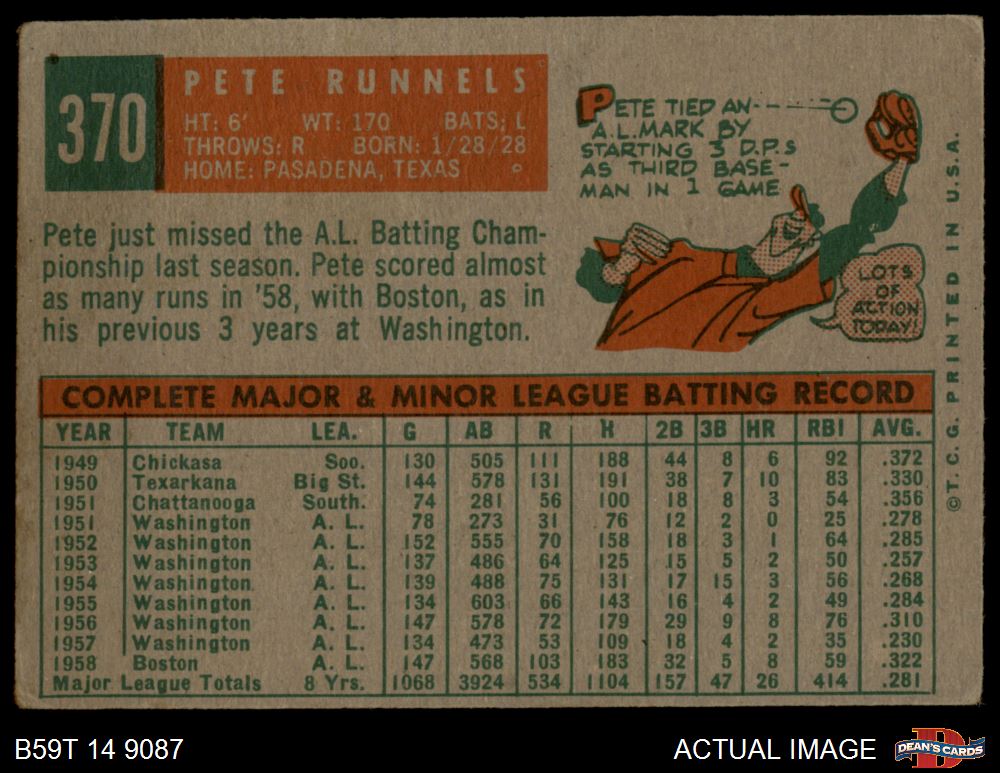 370
PETE RUNNELS
HT: 6' WT: 170 BATS: L
THROWS: R BORN: 1/28/28
HOME: PASADENA, TEXAS
PETE TIED AN
A.L. MARK BY
STARTING 3 D.P.S
AS THIRD BASE-
MAN IN 1 GAME
LOTS
OF
ACTION
TODAY!
Pete just missed the A.L. Batting Cham-
pionship last season. Pete scored almost
as many runs in '58, with Boston, as in
his previous 3 years at Washington.
COMPLETE MAJOR & MINOR LEAGUE BATTING RECORD
YEAR TEAM LEA. G AB R H 2B 3B HR RBI AVG.
1949 Chickasa Soo. 130 505 111 188 44 8 6 92 .372
1950 Texarkana Big St. 144 578 131 191 38 7 10 83 .330
1951 Chattanooga South. 74 281 56 100 18 8 3 54 .356
1951 Washington A. L. 78 273 31 76 12 2 0 25 .278
1952 Washington A. L. 152 555 70 158 18 3 1 64 .285
1953 Washington A. L. 137 486 64 125 15 5 2 50 .257
1954 Washington A. L. 139 488 75 131 17 15 3 56 .268
1955 Washington A. L. 134 603 66 143 16 4 2 49 .284
1956 Washington A. L. 147 578 72 179 29 9 8 76 .310
1957 Washington A. L. 134 473 53 109 18 4 2 35 .230
1958 Boston A. L. 147 568 103 183 32 5 8 59 .322
Major League Totals 8 Yrs. 1068 3924 534 1104 157 47 26 414 .281
©T. C. G. PRINTED IN U.S.A.
B59T 14 9087
ACTUAL IMAGE
DEAN'S CARDS